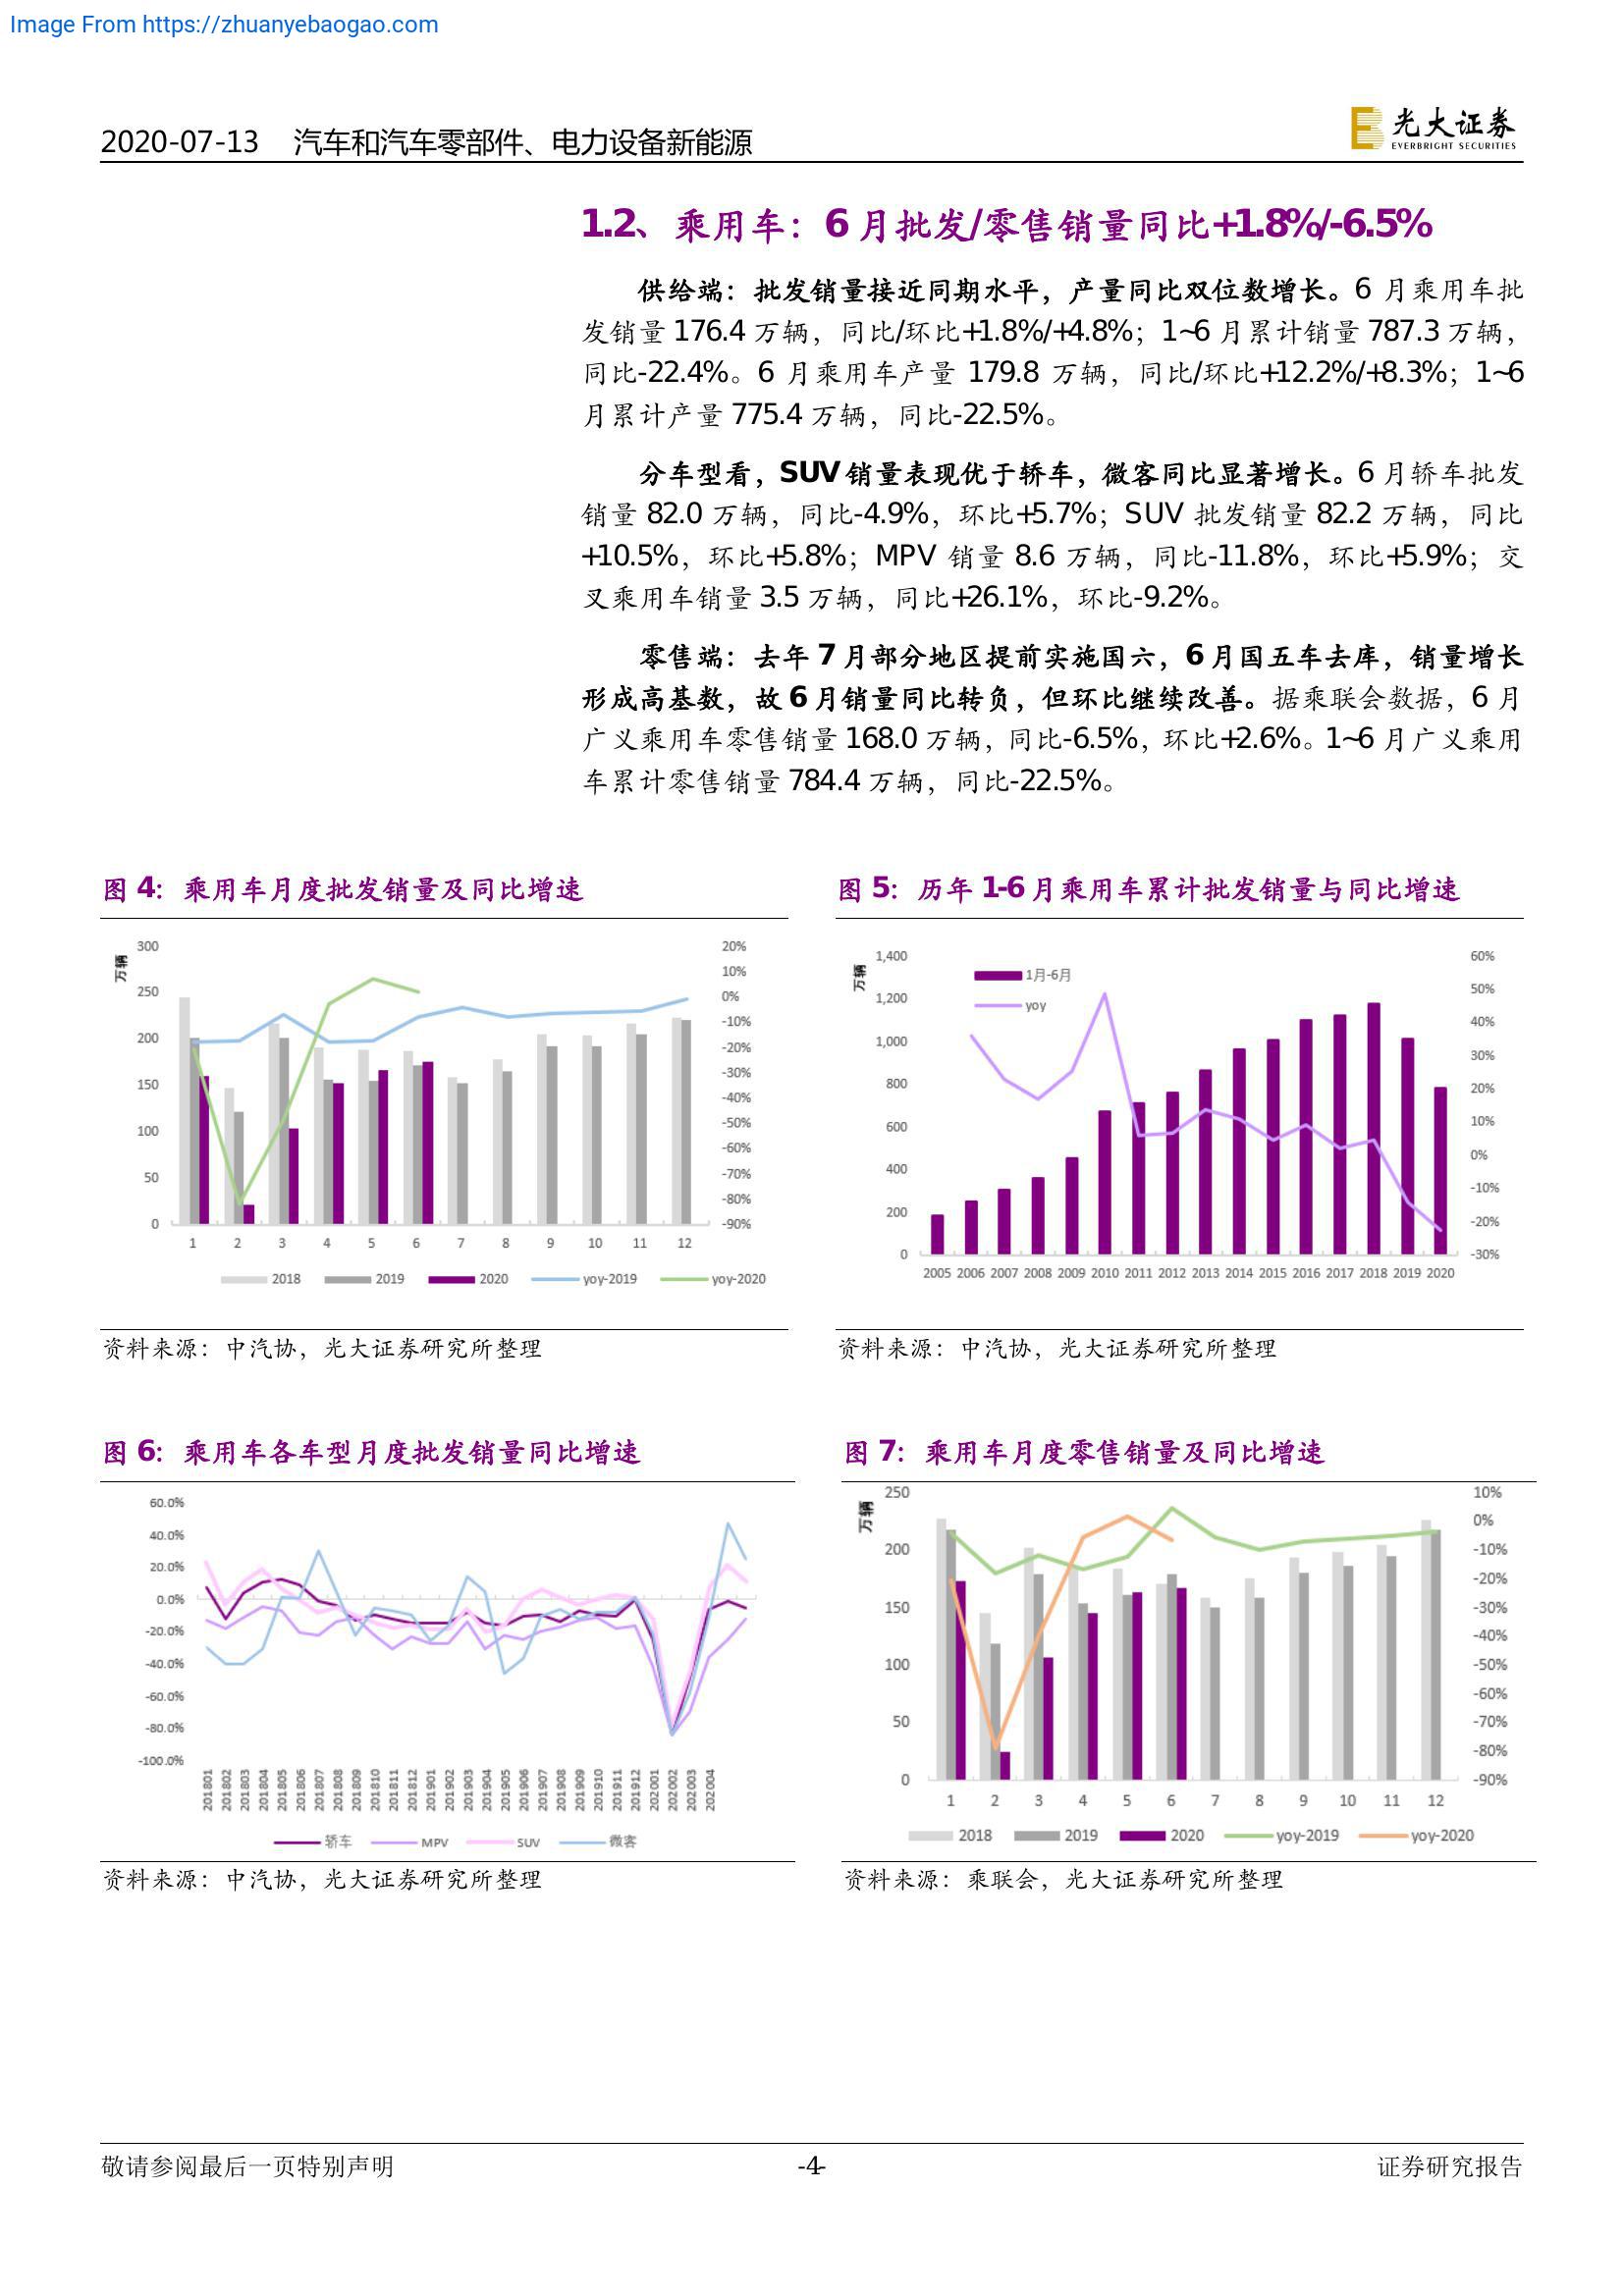 Image From https://zhuanyebaogao.com
光大证券
EVERBRIGHT SECURITIES
2020-07-13 汽车和汽车零部件、电力设备新能源
1.2、乘用车：6 月批发/零售销量同比+1.8%/-6.5%
供给端：批发销量接近同期水平，产量同比双位数增长。6 月乘用车批
发销量 176.4 万辆，同比/环比+1.8%/+4.8%；1~6 月累计销量 787.3 万辆，
同比-22.4%。6 月乘用车产量 179.8 万辆，同比/环比+12.2%/+8.3%；1~6
月累计产量 775.4 万辆，同比-22.5%。
分车型看，SUV 销量表现优于轿车，微客同比显著增长。6 月轿车批发
销量 82.0 万辆，同比-4.9%，环比+5.7%；SUV 批发销量 82.2 万辆，同比
+10.5%，环比+5.8%；MPV 销量 8.6 万辆，同比-11.8%，环比+5.9%；交
叉乘用车销量 3.5 万辆，同比+26.1%，环比-9.2%。
零售端：去年 7 月部分地区提前实施国六，6 月国五车去库，销量增长
形成高基数，故 6 月销量同比转负，但环比继续改善。据乘联会数据，6 月
广义乘用车零售销量 168.0 万辆，同比-6.5%，环比+2.6%。1~6 月广义乘用
车累计零售销量 784.4 万辆，同比-22.5%。
图 4：乘用车月度批发销量及同比增速
万辆
300
250
200
150
100
50
0
20%
10%
0%
-10%
-20%
-30%
-40%
-50%
-60%
-70%
-80%
-90%
1 2 3 4 5 6 7 8 9 10 11 12
2018 2019 2020 yoy-2019 yoy-2020
资料来源：中汽协，光大证券研究所整理
图 5：历年 1-6 月乘用车累计批发销量与同比增速
万辆
1,400
1,200
1,000
800
600
400
200
0
1月-6月
yoy
60%
50%
40%
30%
20%
10%
0%
-10%
-20%
-30%
2005 2006 2007 2008 2009 2010 2011 2012 2013 2014 2015 2016 2017 2018 2019 2020
资料来源：中汽协，光大证券研究所整理
图 6：乘用车各车型月度批发销量同比增速
60.0%
40.0%
20.0%
0.0%
-20.0%
-40.0%
-60.0%
-80.0%
-100.0%
201801 201802 201803 201804 201805 201806 201807 201808 201809 201810 201811 201812 201901 201902 201903 201904 201905 201906 201907 201908 201909 201910 201911 201912 202001 202002 202003 202004
轿车 MPV SUV 微客
资料来源：中汽协，光大证券研究所整理
图 7：乘用车月度零售销量及同比增速
万辆
250
200
150
100
50
0
10%
0%
-10%
-20%
-30%
-40%
-50%
-60%
-70%
-80%
-90%
1 2 3 4 5 6 7 8 9 10 11 12
2018 2019 2020 yoy-2019 yoy-2020
资料来源：乘联会，光大证券研究所整理
敬请参阅最后一页特别声明 -4- 证券研究报告